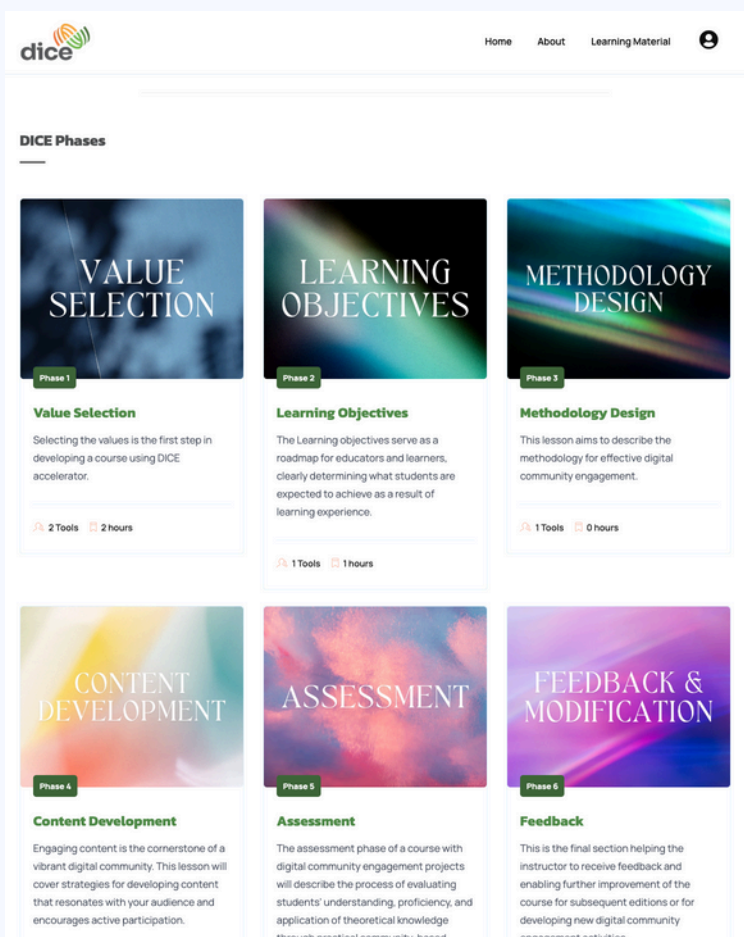 dice
Home About Learning Material
DICE Phases
VALUE
SELECTION
Phase 1
Value Selection
Selecting the values is the first step in
developing a course using DICE
accelerator.
2 Tools 2 hours
LEARNING
OBJECTIVES
Phase 2
Learning Objectives
The Learning objectives serve as a
roadmap for educators and learners,
clearly determining what students are
expected to achieve as a result of
learning experience.
1 Tools 1 hours
METHODOLOGY
DESIGN
Phase 3
Methodology Design
This lesson aims to describe the
methodology for effective digital
community engagement.
1 Tools 0 hours
CONTENT
DEVELOPMENT
Phase 4
Content Development
Engaging content is the cornerstone of a
vibrant digital community. This lesson will
cover strategies for developing content
that resonates with your audience and
encourages active participation.
ASSESSMENT
Phase 5
Assessment
The assessment phase of a course with
digital community engagement projects
will describe the process of evaluating
students' understanding, proficiency, and
application of theoretical knowledge
through practical community-based
FEEDBACK &
MODIFICATION
Phase 6
Feedback
This is the final section helping the
instructor to receive feedback and
enabling further improvement of the
course for subsequent editions or for
developing new digital community
engagement activities.